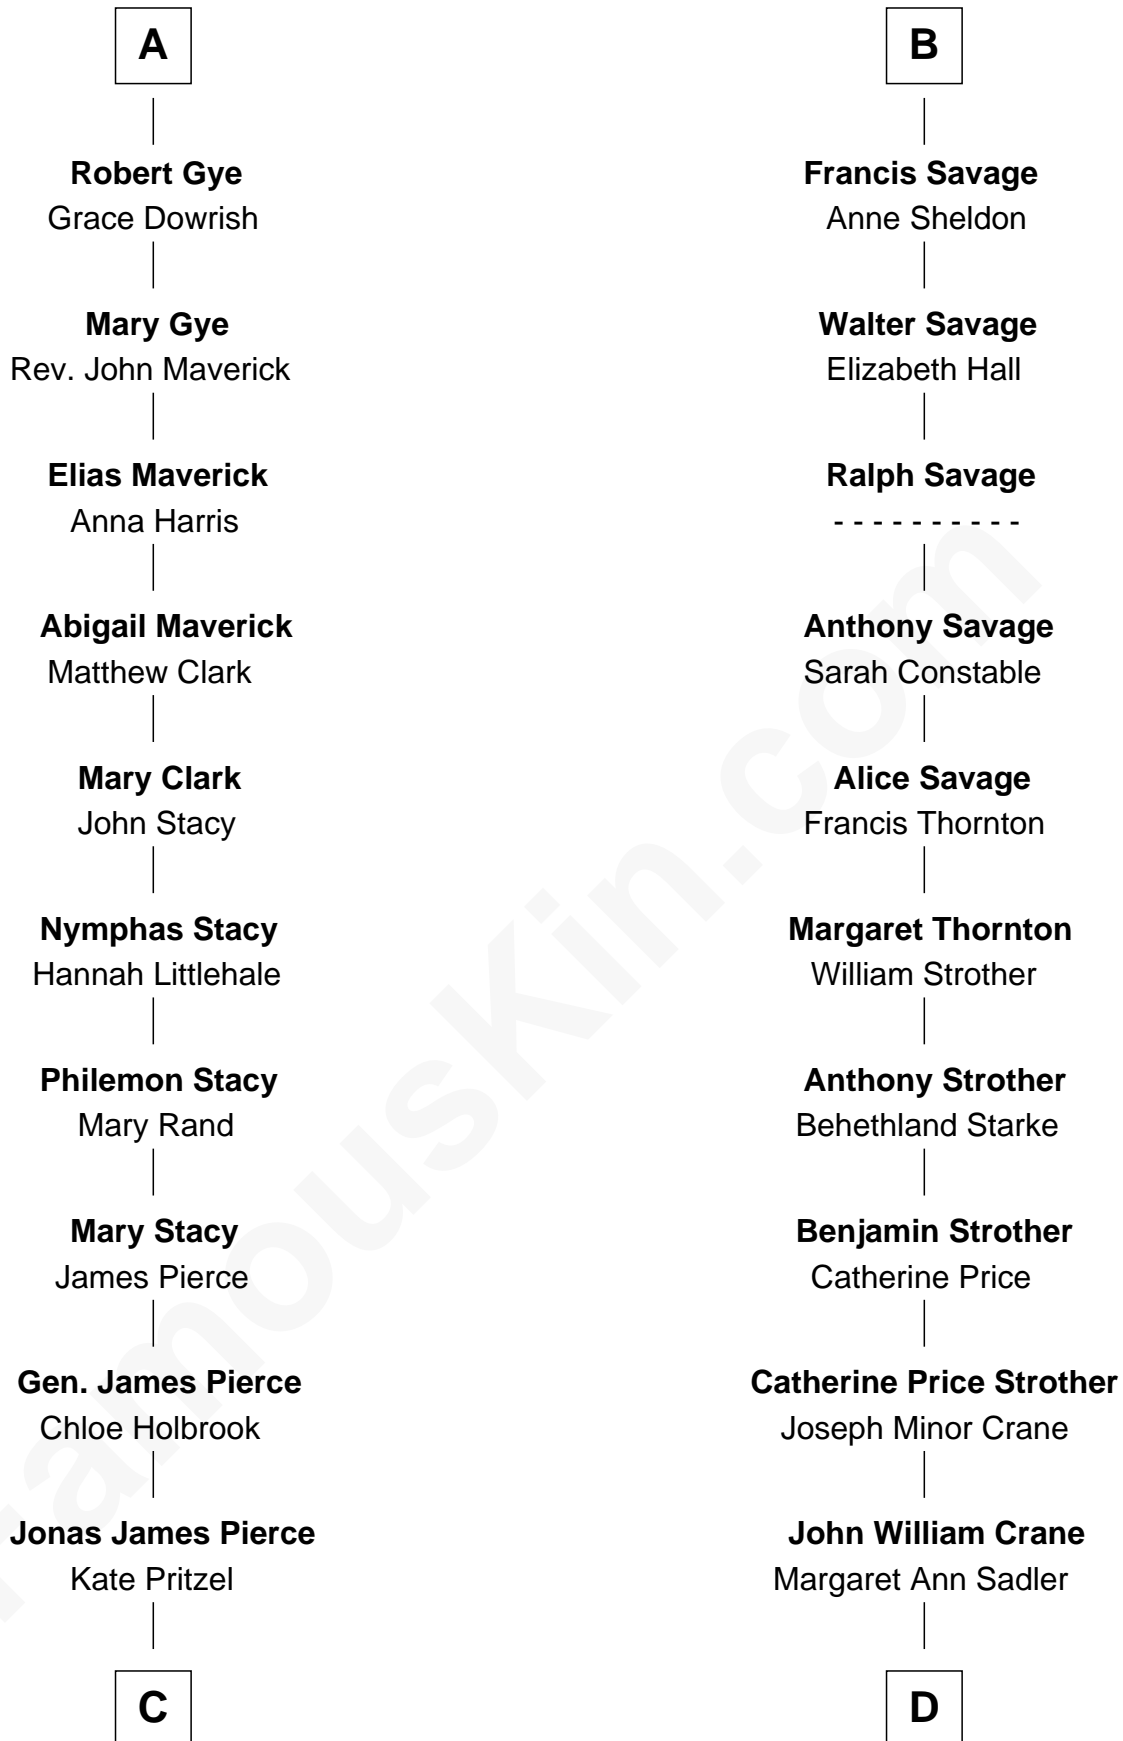 A
Robert Gye
Grace Dowrish
Mary Gye
Rev. John Maverick
Elias Maverick
Anna Harris
Abigail Maverick
Matthew Clark
Mary Clark
John Stacy
Nymphas Stacy
Hannah Littlehale
Philemon Stacy
Mary Rand
Mary Stacy
James Pierce
Gen. James Pierce
Chloe Holbrook
Jonas James Pierce
Kate Pritzel
C
B
Francis Savage
Anne Sheldon
Walter Savage
Elizabeth Hall
Ralph Savage
- - - - - - - - - -
Anthony Savage
Sarah Constable
Alice Savage
Francis Thornton
Margaret Thornton
William Strother
Anthony Strother
Behethland Starke
Benjamin Strother
Catherine Price
Catherine Price Strother
Joseph Minor Crane
John William Crane
Margaret Ann Sadler
D
FamousKin.com